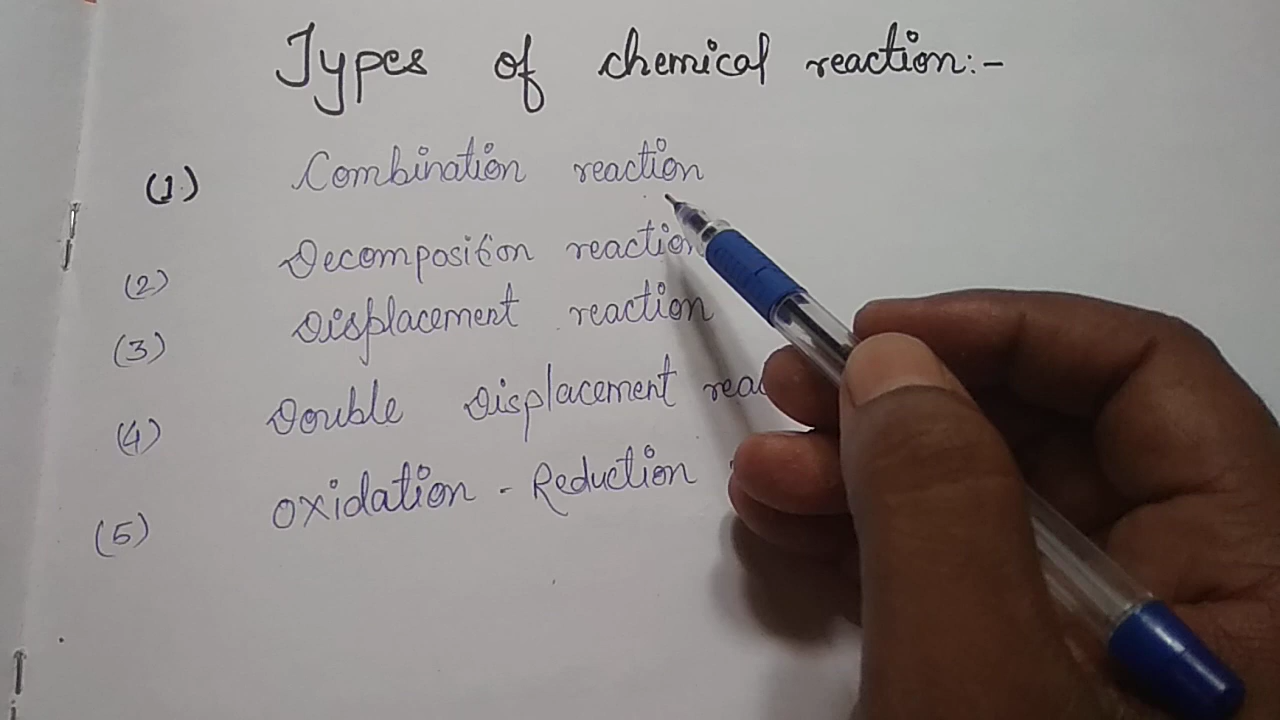 Types of chemical reaction:-
(1) Combination reaction
(2) Decomposition reaction
(3) Displacement reaction
(4) Double Displacement
(5) Oxidation - Reduction